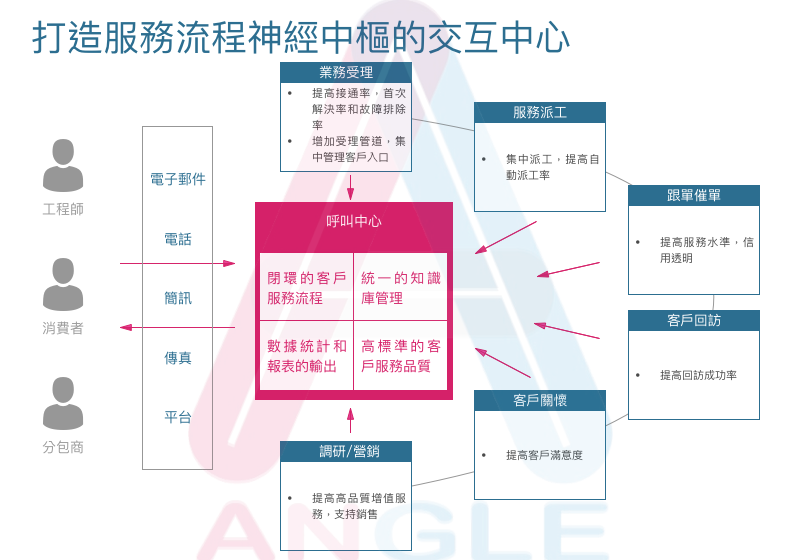 打造服務流程神經中樞的交互中心
業務受理
• 提高接通率，首次
解決率和故障排除
率
• 增加受理管道，集
中管理客戶入口
服務派工
• 集中派工，提高自
動派工率
跟單催單
• 提高服務水準，信
用透明
客戶回訪
• 提高回訪成功率
客戶關懷
• 提高客戶滿意度
調研/營銷
• 提高高品質增值服
務，支持銷售
呼叫中心
閉環的客戶
服務流程
統一的知識
庫管理
數據統計和
報表的輸出
高標準的客
戶服務品質
電子郵件
電話
簡訊
傳真
平台
工程師
消費者
分包商
ANGLE